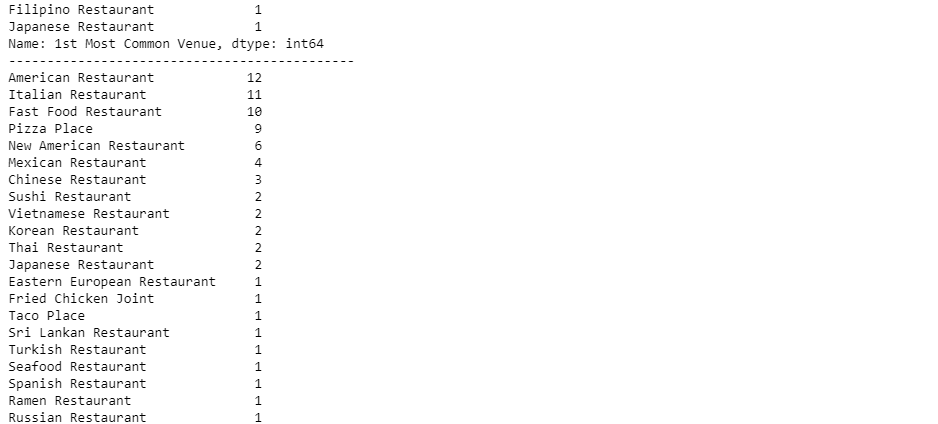 Filipino Restaurant 1
Japanese Restaurant 1
Name: 1st Most Common Venue, dtype: int64
---------------------------------------------
American Restaurant 12
Italian Restaurant 11
Fast Food Restaurant 10
Pizza Place 9
New American Restaurant 6
Mexican Restaurant 4
Chinese Restaurant 3
Sushi Restaurant 2
Vietnamese Restaurant 2
Korean Restaurant 2
Thai Restaurant 2
Japanese Restaurant 2
Eastern European Restaurant 1
Fried Chicken Joint 1
Taco Place 1
Sri Lankan Restaurant 1
Turkish Restaurant 1
Seafood Restaurant 1
Spanish Restaurant 1
Ramen Restaurant 1
Russian Restaurant 1